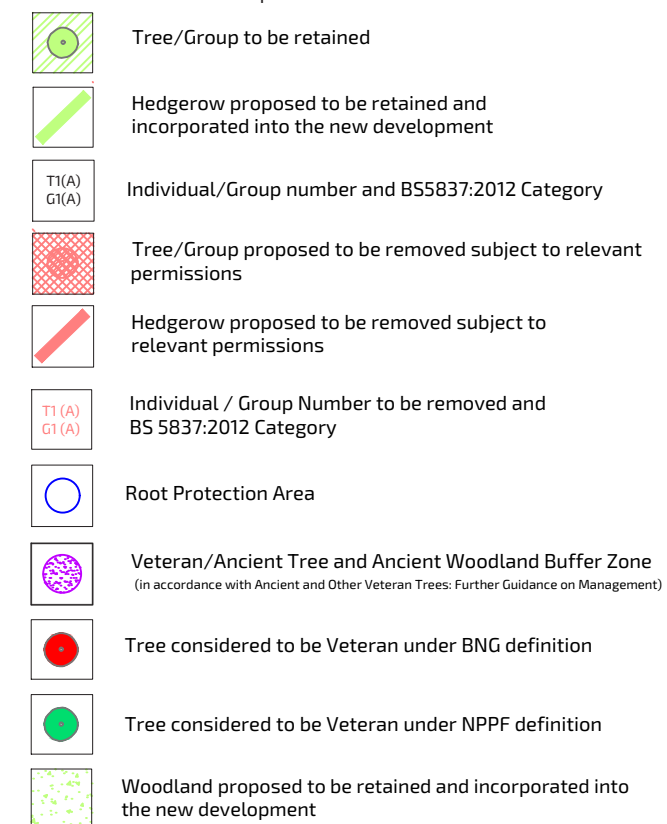 Tree/Group to be retained
Hedgerow proposed to be retained and
incorporated into the new development
T1(A)
G1(A)
Individual/Group number and BS5837:2012 Category
Tree/Group proposed to be removed subject to relevant
permissions
Hedgerow proposed to be removed subject to
relevant permissions
T1 (A)
G1 (A)
Individual / Group Number to be removed and
BS 5837:2012 Category
Root Protection Area
Veteran/Ancient Tree and Ancient Woodland Buffer Zone
(in accordance with Ancient and Other Veteran Trees: Further Guidance on Management)
Tree considered to be Veteran under BNG definition
Tree considered to be Veteran under NPPF definition
Woodland proposed to be retained and incorporated into
the new development